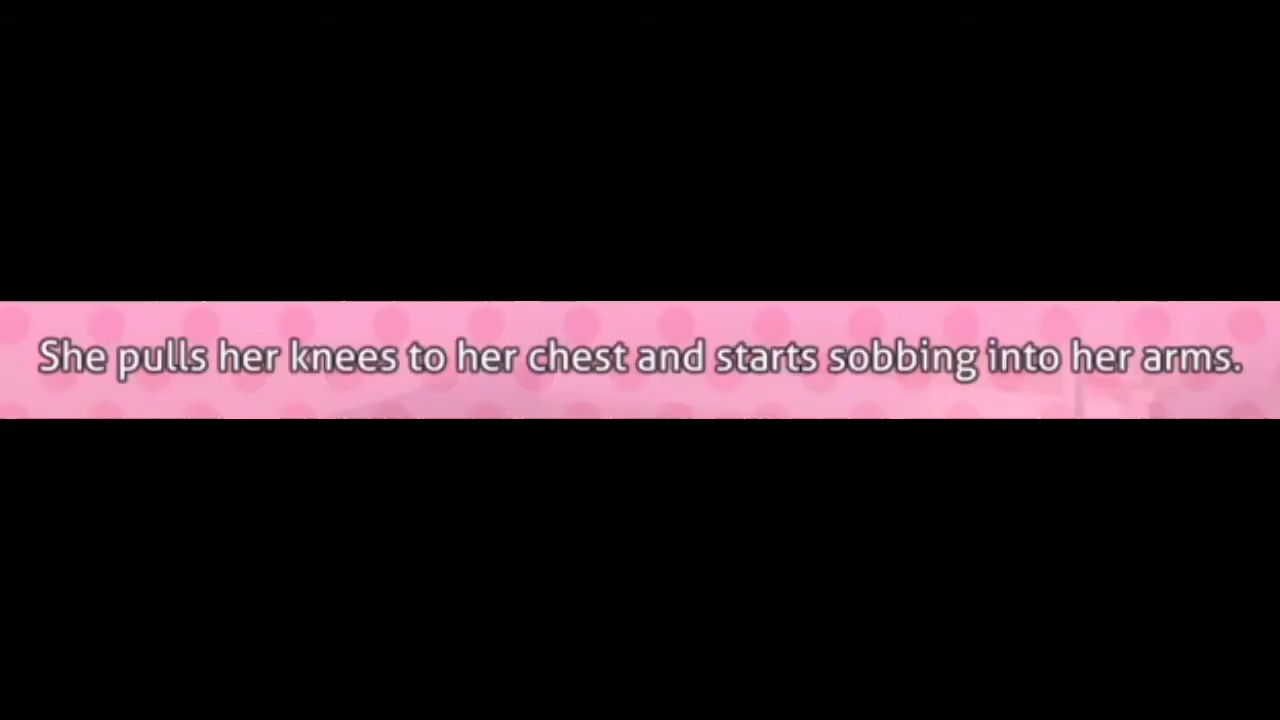 She pulls her knees to her chest and starts sobbing into her arms.